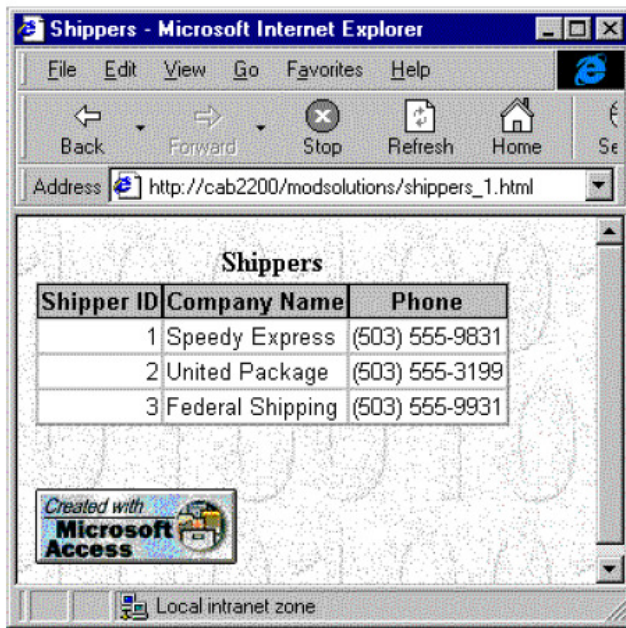 Shippers - Microsoft Internet Explorer
File Edit View Go Favorites Help
Back Forward Stop Refresh Home Se
Address http://cab2200/modsolutions/shippers_1.html
Shippers
Shipper ID Company Name Phone
1 Speedy Express (503) 555-9831
2 United Package (503) 555-3199
3 Federal Shipping (503) 555-9931
Created with
Microsoft
Access
Local intranet zone